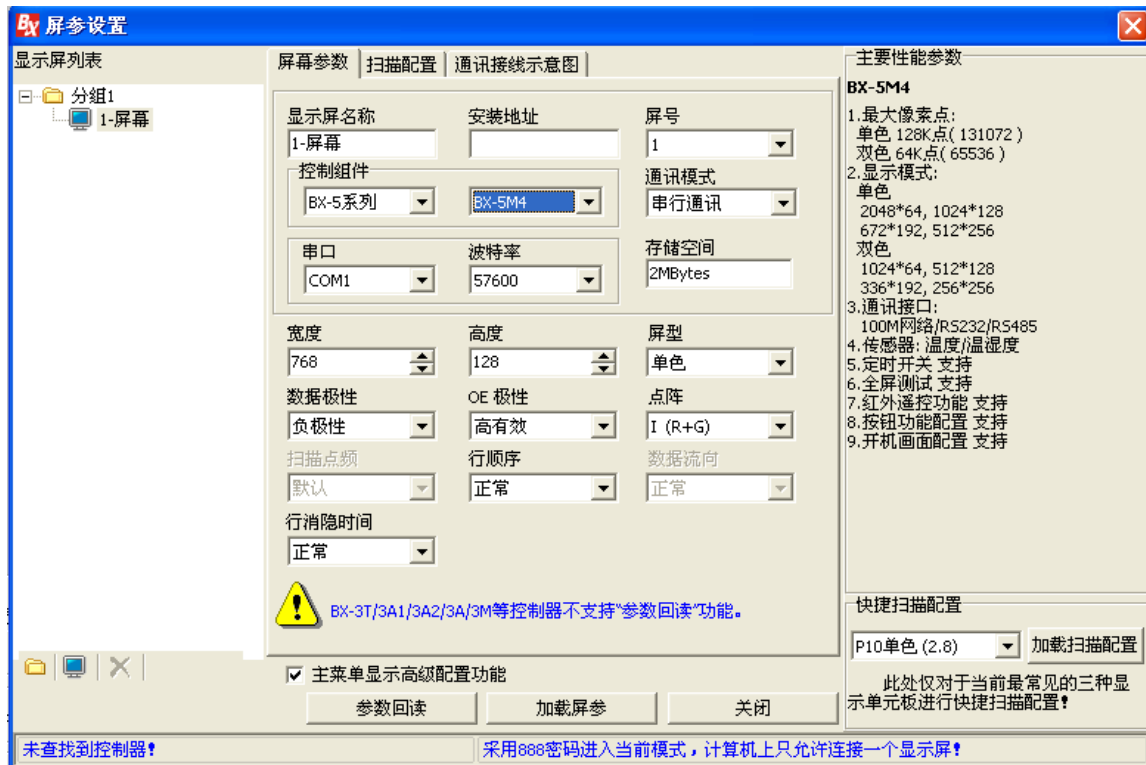 BX 屏参设置
显示屏列表
分组1
1-屏幕
屏幕参数 扫描配置 通讯接线示意图
显示屏名称 安装地址 屏号
1-屏幕 1
控制组件 通讯模式
BX-5系列 BX-5M4 串行通讯
串口 波特率 存储空间
COM1 57600 2MBytes
宽度 高度 屏型
768 128 单色
数据极性 OE 极性 点阵
负极性 高有效 I (R+G)
扫描点频 行顺序 数据流向
默认 正常 正常
行消隐时间
正常
BX-3T/3A1/3A2/3A/3M等控制器不支持“参数回读”功能。
主菜单显示高级配置功能
参数回读 加载屏参 关闭
主要性能参数
BX-5M4
1.最大像素点:
单色 128K点( 131072 )
双色 64K点( 65536 )
2.显示模式:
单色
2048*64, 1024*128
672*192, 512*256
双色
1024*64, 512*128
336*192, 256*256
3.通讯接口:
100M网络/RS232/RS485
4.传感器: 温度/温湿度
5.定时开关 支持
6.全屏测试 支持
7.红外遥控功能 支持
8.按钮功能配置 支持
9.开机画面配置 支持
快捷扫描配置
P10单色 (2.8) 加载扫描配置
此处仅对于当前最常见的三种显
示单元板进行快捷扫描配置!
未查找到控制器! 采用888密码进入当前模式，计算机上只允许连接一个显示屏!